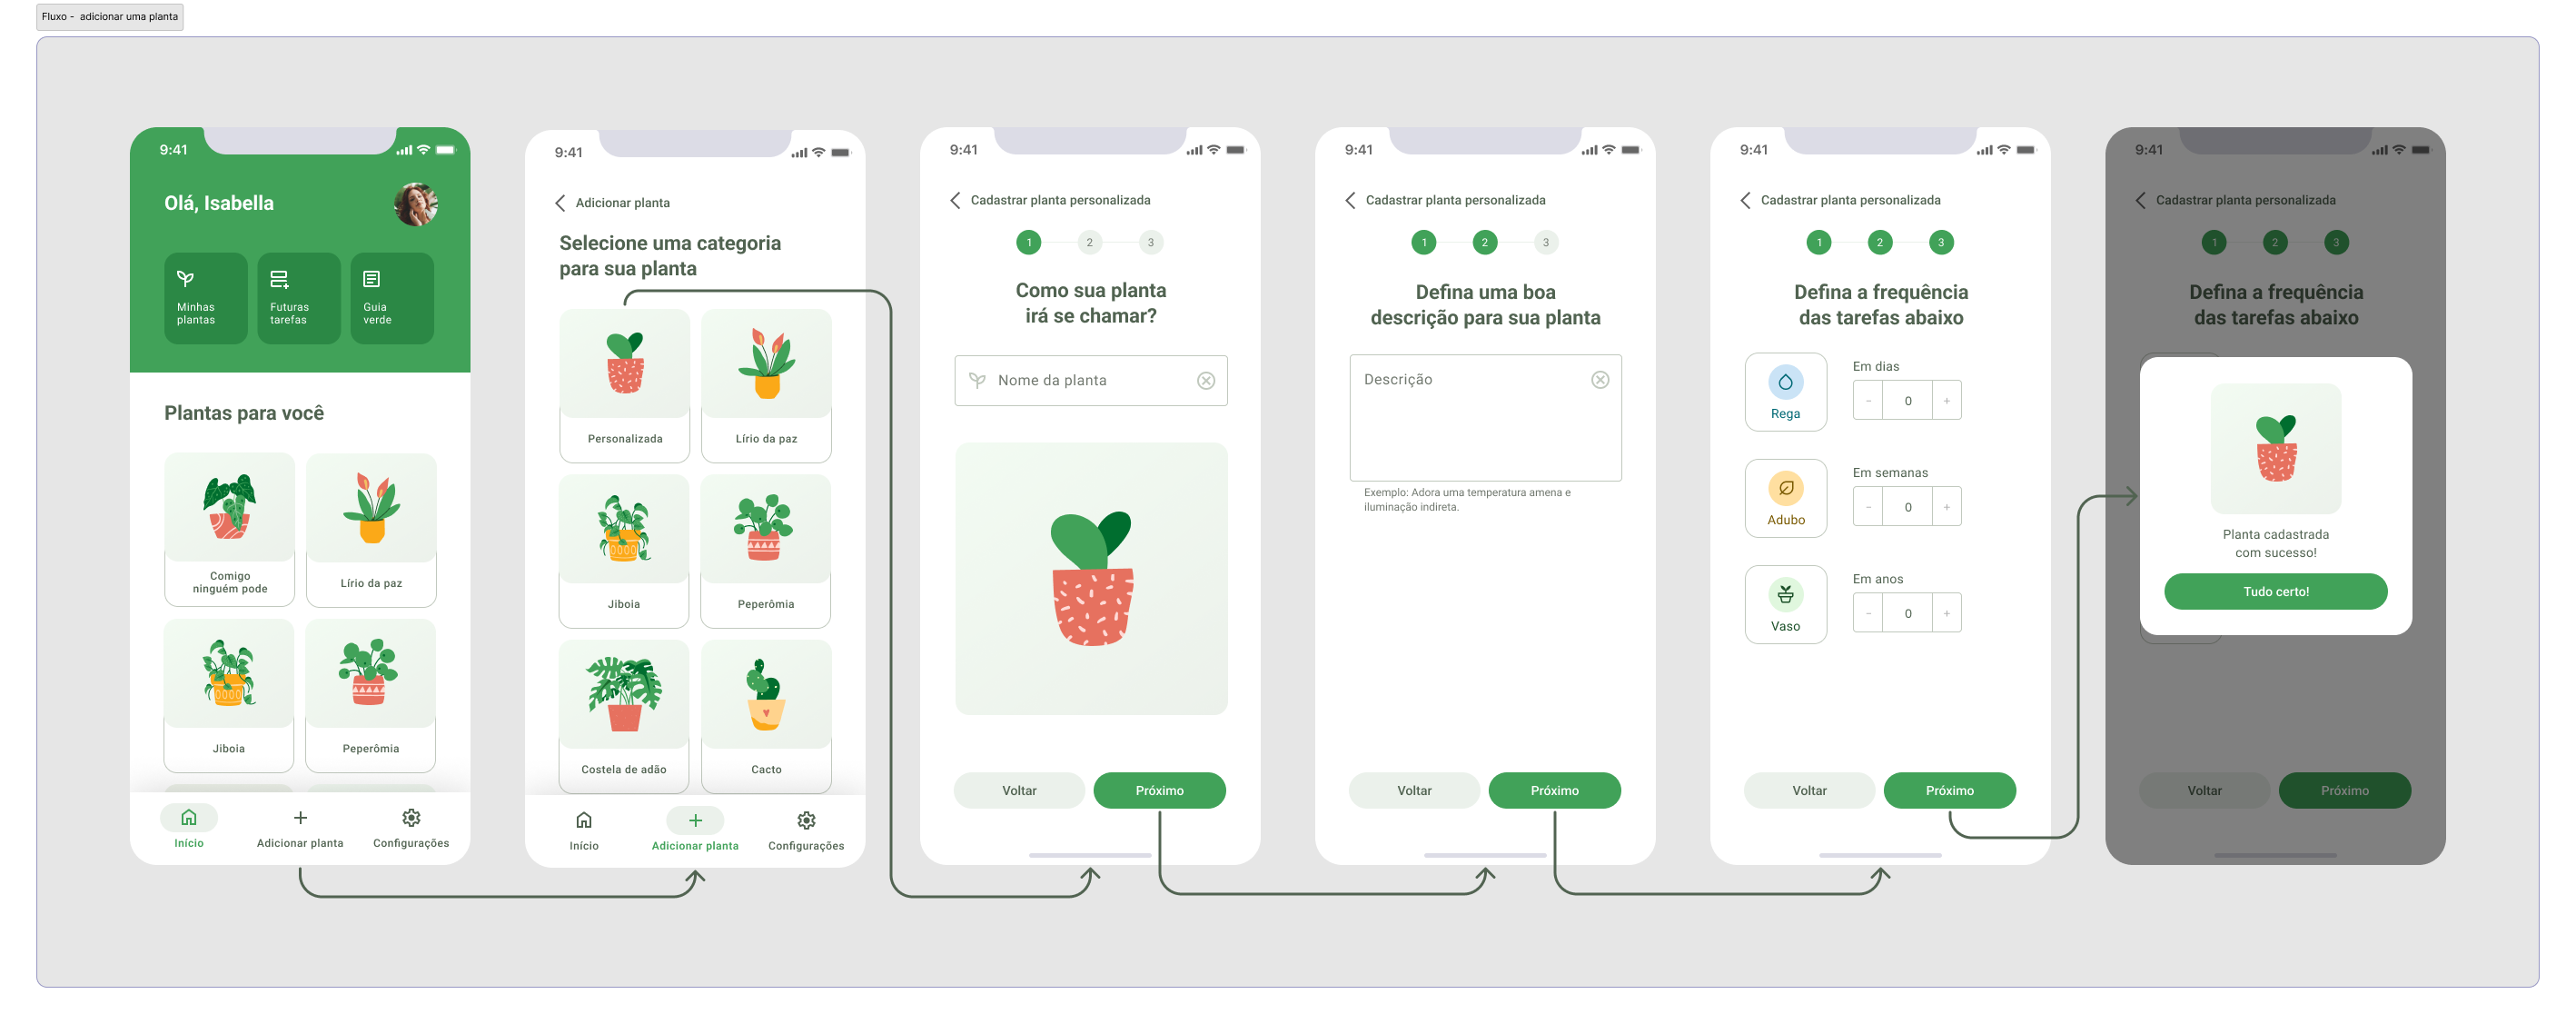 Fluxo - adicionar uma planta
9:41
Olá, Isabella
Minhas
plantas
Futuras
tarefas
Guia
verde
Plantas para você
Comigo
ninguém pode
Lírio da paz
Jiboia
Peperômia
Início
Adicionar planta
Configurações
9:41
Adicionar planta
Selecione uma categoria
para sua planta
Personalizada
Lírio da paz
Jiboia
Peperômia
Costela de adão
Cacto
Início
Adicionar planta
Configurações
9:41
Cadastrar planta personalizada
1
2
3
Como sua planta
irá se chamar?
Nome da planta
Voltar
Próximo
9:41
Cadastrar planta personalizada
1
2
3
Defina uma boa
descrição para sua planta
Descrição
Exemplo: Adora uma temperatura amena e
iluminação indireta.
Voltar
Próximo
9:41
Cadastrar planta personalizada
1
2
3
Defina a frequência
das tarefas abaixo
Rega
Em dias
- 0 +
Adubo
Em semanas
- 0 +
Vaso
Em anos
- 0 +
Voltar
Próximo
9:41
Cadastrar planta personalizada
1
2
3
Defina a frequência
das tarefas abaixo
Planta cadastrada
com sucesso!
Tudo certo!
Voltar
Próximo